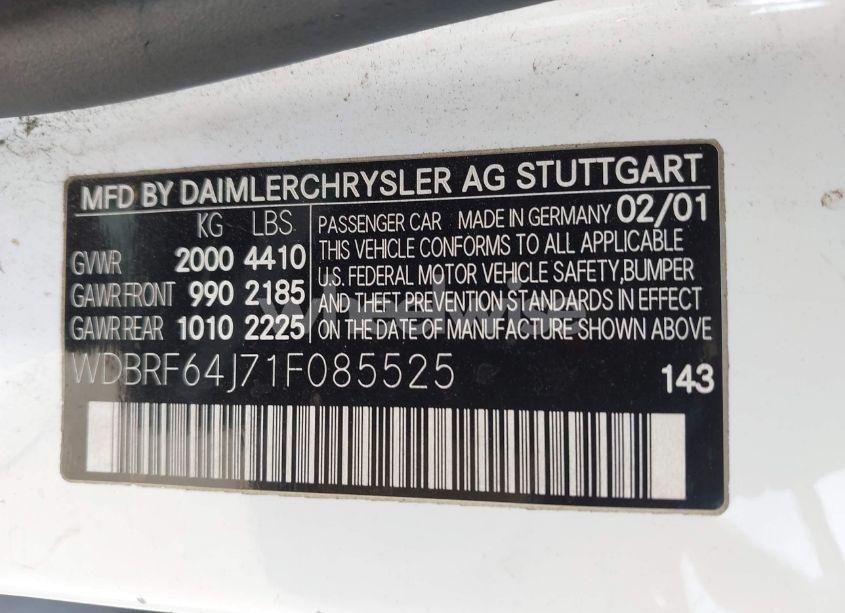 MFD BY DAIMLERCHRYSLER AG STUTTGART
KG LBS
GVWR 2000 4410
GAWR FRONT 990 2185
GAWR REAR 1010 2225
PASSENGER CAR MADE IN GERMANY 02/01
THIS VEHICLE CONFORMS TO ALL APPLICABLE
U.S. FEDERAL MOTOR VEHICLE SAFETY,BUMPER
AND THEFT PREVENTION STANDARDS IN EFFECT
ON THE DATE OF MANUFACTURE SHOWN ABOVE
WDBRF64J71F085525
143